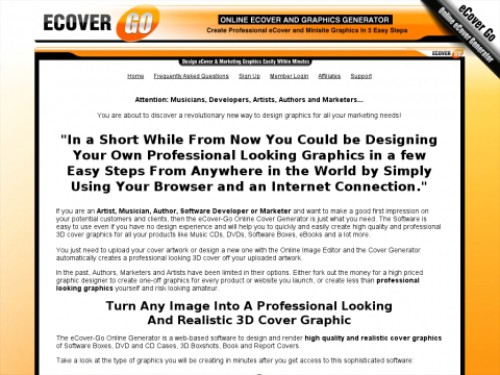 ECOVER GO
ONLINE ECOVER AND GRAPHICS GENERATOR
Create Professional eCover and Minisite Graphics In 5 Easy Steps
eCover Go
Online eCover Generator
ECOVER GO
Design eCover & Marketing Graphics Easily Within Minutes
Home Frequently Asked Questions Sign Up Member Login Affiliates Support
Attention: Musicians, Developers, Artists, Authors and Marketers...
You are about to discover a revolutionary new way to design graphics for all your marketing needs!
"In a Short While From Now You Could be Designing
Your Own Professional Looking Graphics in a few
Easy Steps From Anywhere in the World by Simply
Using Your Browser and an Internet Connection."
If you are an Artist, Musician, Author, Software Developer or Marketer and want to make a good first impression on
your potential customers and clients, then the eCover-Go Online Cover Generator is just what you need. The Software is
easy to use even if you have no design experience and will help you to quickly and easily create high quality and professional
3D cover graphics for all your products like Music CDs, DVDs, Software Boxes, eBooks and a lot more.
You just need to upload your cover artwork or design a new one with the Online Image Editor and the Cover Generator
automatically creates a professional looking 3D cover off your uploaded artwork.
In the past, Authors, Marketers and Artists have been limited in their options. Either fork out the money for a high priced
graphic designer to create one-off graphics for every product or website you launch, or create less than professional
looking graphics yourself and risk looking amateur.
Turn Any Image Into A Professional Looking
And Realistic 3D Cover Graphic
The eCover-Go Online Generator is a web-based software to design and render high quality and realistic cover graphics
of Software Boxes, DVD and CD Cases, 3D Boxshots, Book and Report Covers.
Take a look at the type of graphics you will be creating in minutes after you get access to this sophisticated software: